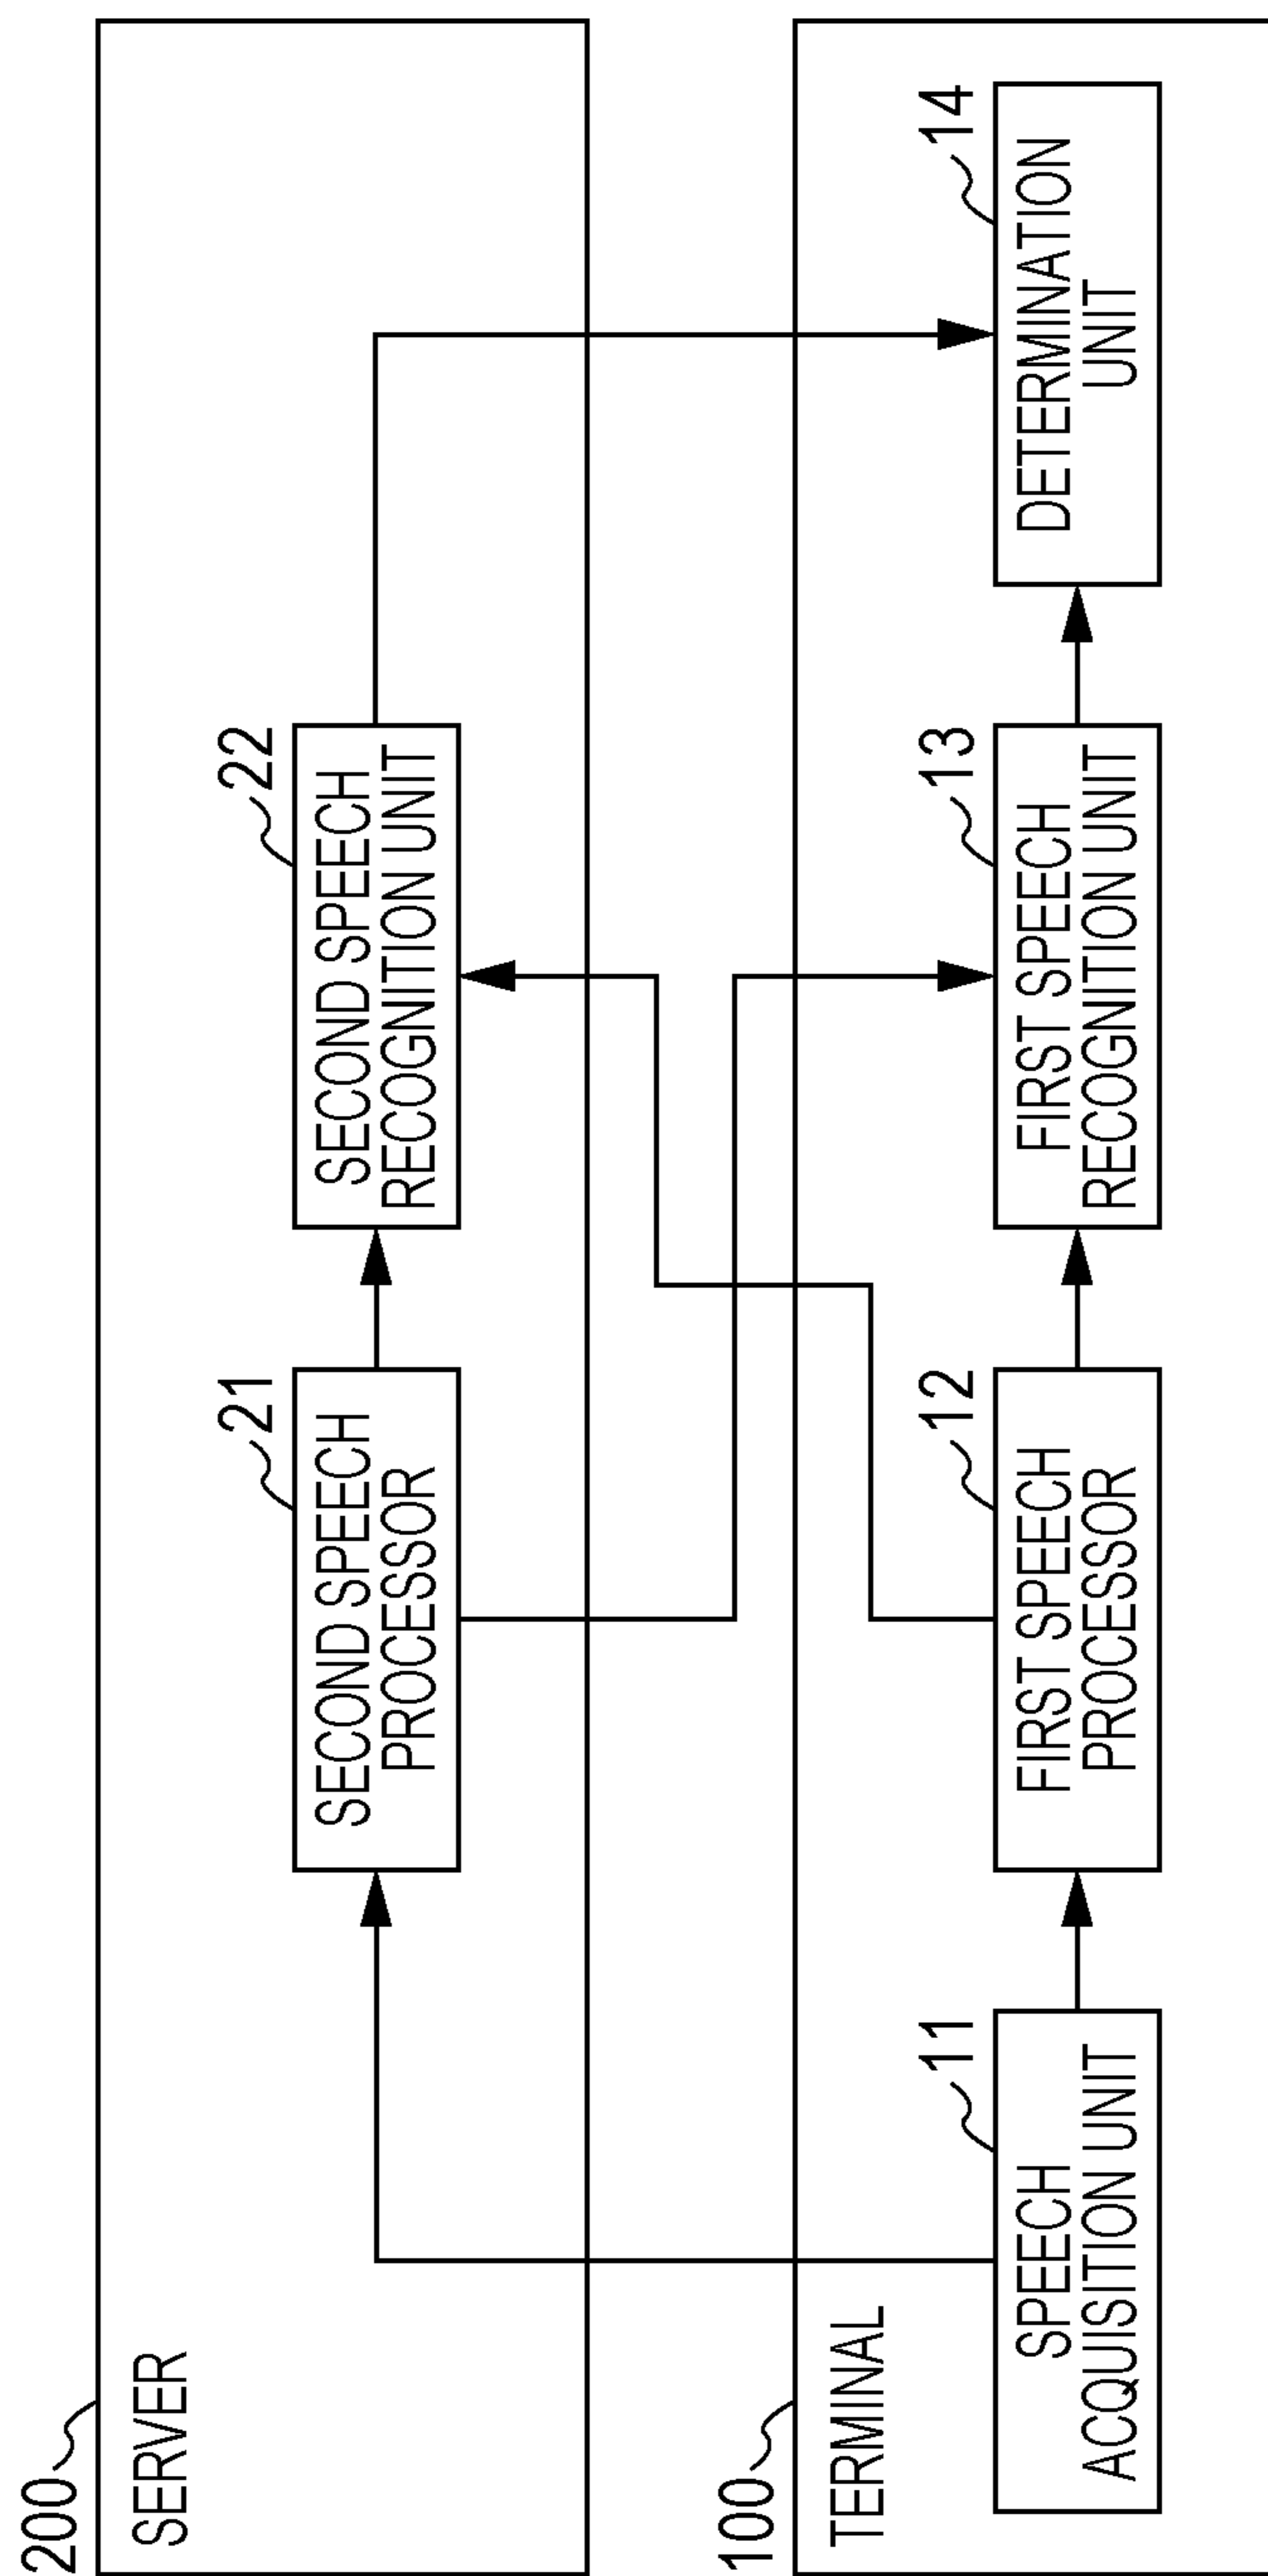 200
SERVER
21
SECOND SPEECH
PROCESSOR
22
SECOND SPEECH
RECOGNITION UNIT
100
TERMINAL
11
SPEECH
ACQUISITION UNIT
12
FIRST SPEECH
PROCESSOR
13
FIRST SPEECH
RECOGNITION UNIT
14
DETERMINATION
UNIT